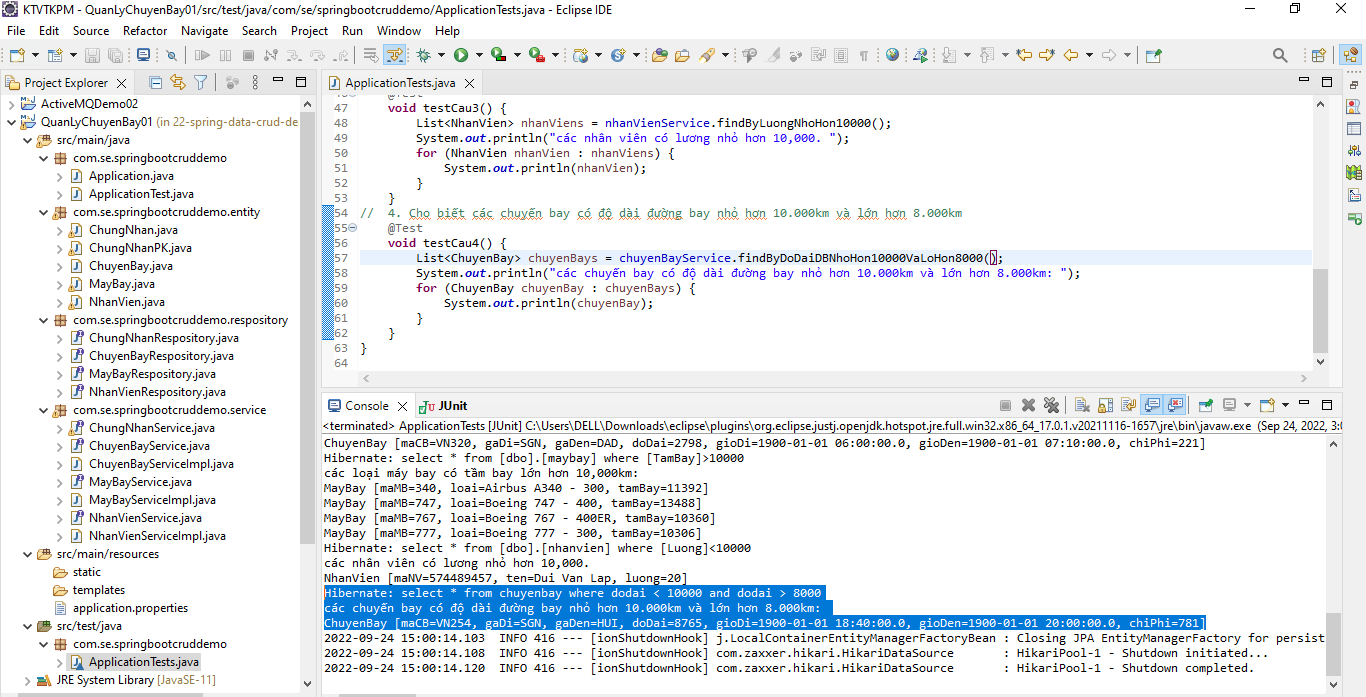 KTVTKPM - QuanLyChuyenBay01/src/test/java/com/se/springbootcruddemo/ApplicationTests.java - Eclipse IDE
File Edit Source Refactor Navigate Search Project Run Window Help
Project Explorer
ActiveMQDemo02
QuanLyChuyenBay01 (in 22-spring-data-crud-de
src/main/java
com.se.springbootcruddemo
Application.java
ApplicationTest.java
com.se.springbootcruddemo.entity
ChungNhan.java
ChungNhanPK.java
ChuyenBay.java
MayBay.java
NhanVien.java
com.se.springbootcruddemo.respository
ChungNhanRespository.java
ChuyenBayRespository.java
MayBayRespository.java
NhanVienRespository.java
com.se.springbootcruddemo.service
ChungNhanService.java
ChuyenBayService.java
ChuyenBayServiceImpl.java
MayBayService.java
MayBayServiceImpl.java
NhanVienService.java
NhanVienServiceImpl.java
src/main/resources
static
templates
application.properties
src/test/java
com.se.springbootcruddemo
ApplicationTests.java
JRE System Library [JavaSE-11]
ApplicationTests.java
46 @Test
47 void testCau3() {
48 List<NhanVien> nhanViens = nhanVienService.findByLuongNhoHon10000();
49 System.out.println("các nhân viên có lương nhỏ hơn 10,000. ");
50 for (NhanVien nhanVien : nhanViens) {
51 System.out.println(nhanVien);
52 }
53 }
54 // 4. Cho biết các chuyến bay có độ dài đường bay nhỏ hơn 10.000km và lớn hơn 8.000km
55 @Test
56 void testCau4() {
57 List<ChuyenBay> chuyenBays = chuyenBayService.findByDoDaiDBNhoHon10000VaLoHon8000();
58 System.out.println("các chuyến bay có độ dài đường bay nhỏ hơn 10.000km và lớn hơn 8.000km: ");
59 for (ChuyenBay chuyenBay : chuyenBays) {
60 System.out.println(chuyenBay);
61 }
62 }
63 }
64
Console JUnit
<terminated> ApplicationTests [JUnit] C:\Users\DELL\Downloads\eclipse\plugins\org.eclipse.justj.openjdk.hotspot.jre.full.win32.x86_64_17.0.1.v20211116-1657\jre\bin\javaw.exe (Sep 24, 2022, 3:0
ChuyenBay [maCB=VN320, gaDi=SGN, gaDen=DAD, doDai=2798, gioDi=1900-01-01 06:00:00.0, gioDen=1900-01-01 07:10:00.0, chiPhi=221]
Hibernate: select * from [dbo].[maybay] where [TamBay]>10000
các loại máy bay có tầm bay lớn hơn 10,000km:
MayBay [maMB=340, loai=Airbus A340 - 300, tamBay=11392]
MayBay [maMB=747, loai=Boeing 747 - 400, tamBay=13488]
MayBay [maMB=767, loai=Boeing 767 - 400ER, tamBay=10360]
MayBay [maMB=777, loai=Boeing 777 - 300, tamBay=10306]
Hibernate: select * from [dbo].[nhanvien] where [Luong]<10000
các nhân viên có lương nhỏ hơn 10,000.
NhanVien [maNV=574489457, ten=Dui Van Lap, luong=20]
Hibernate: select * from chuyenbay where dodai < 10000 and dodai > 8000
các chuyến bay có độ dài đường bay nhỏ hơn 10.000km và lớn hơn 8.000km:
ChuyenBay [maCB=VN254, gaDi=SGN, gaDen=HUI, doDai=8765, gioDi=1900-01-01 18:40:00.0, gioDen=1900-01-01 20:00:00.0, chiPhi=781]
2022-09-24 15:00:14.103 INFO 416 --- [ionShutdownHook] j.LocalContainerEntityManagerFactoryBean : Closing JPA EntityManagerFactory for persist
2022-09-24 15:00:14.108 INFO 416 --- [ionShutdownHook] com.zaxxer.hikari.HikariDataSource : HikariPool-1 - Shutdown initiated...
2022-09-24 15:00:14.120 INFO 416 --- [ionShutdownHook] com.zaxxer.hikari.HikariDataSource : HikariPool-1 - Shutdown completed.